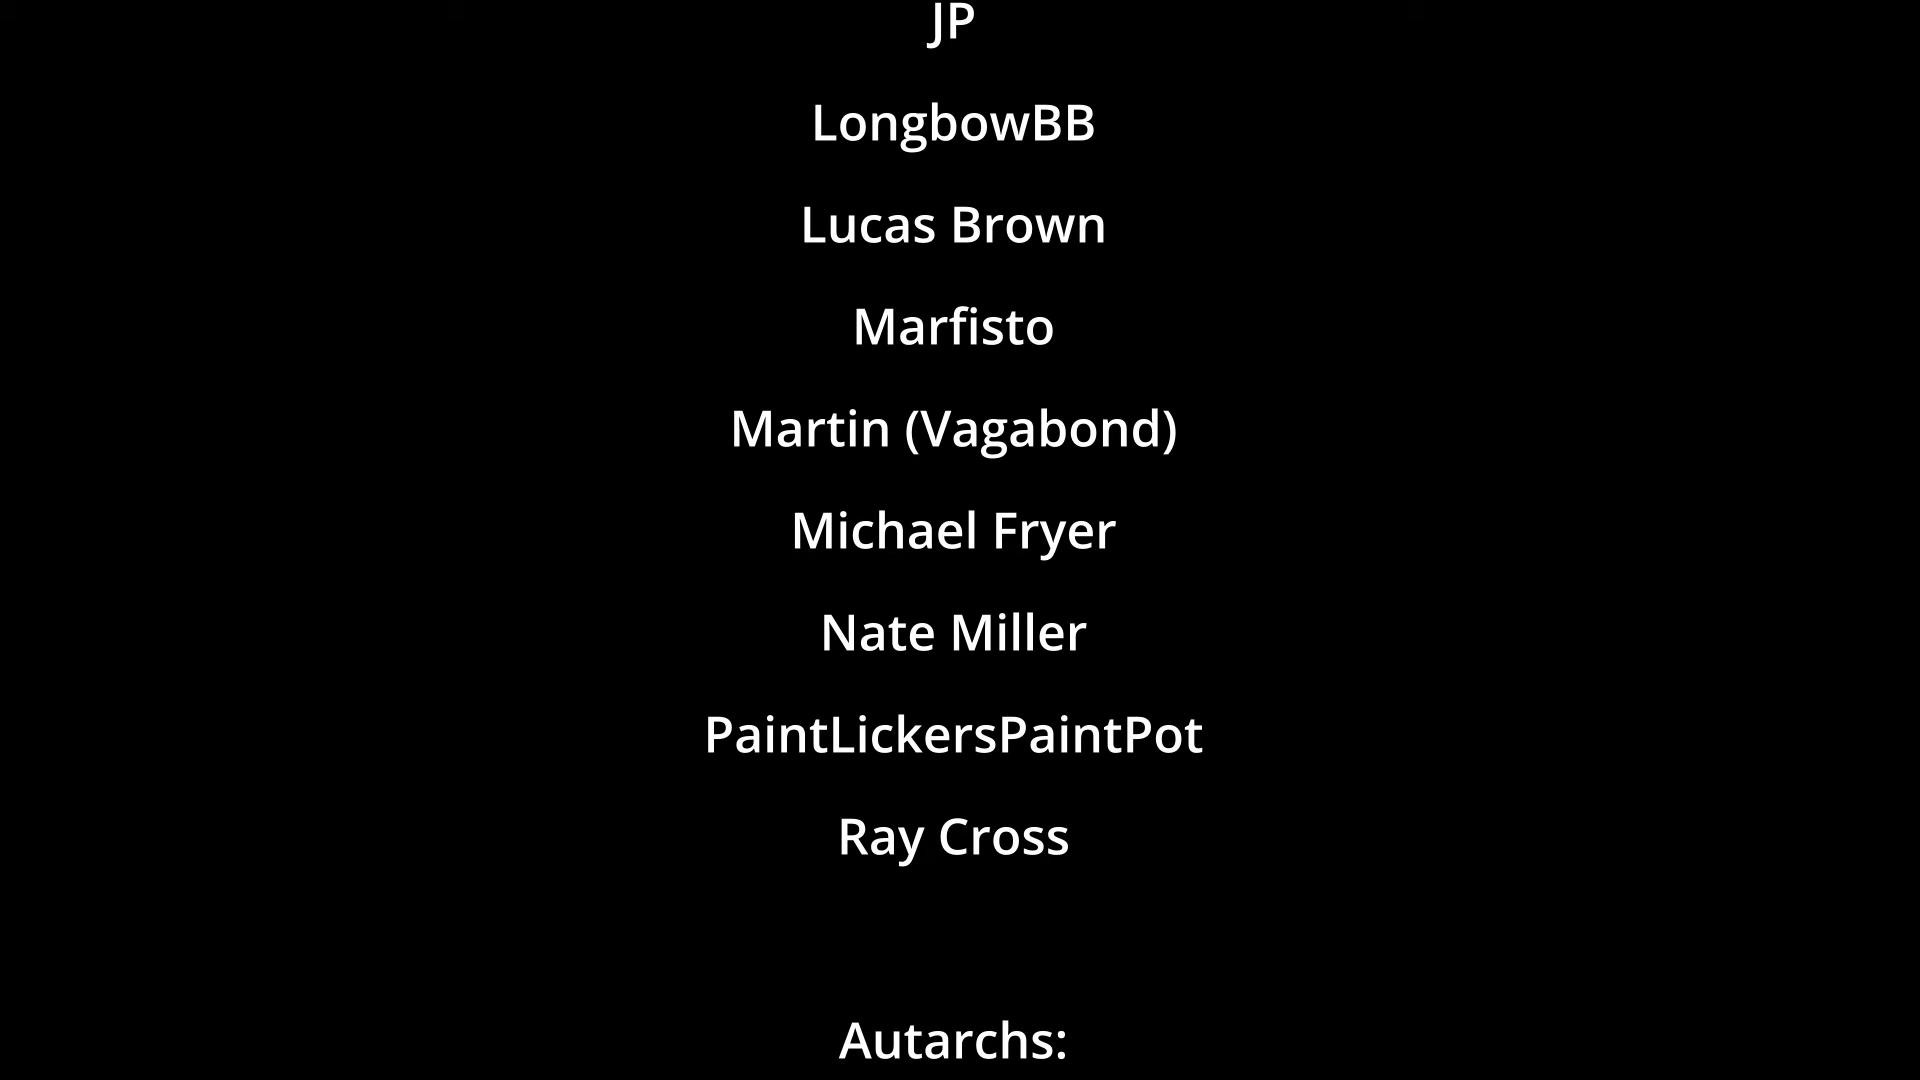 JP
LongbowBB
Lucas Brown
Marfisto
Martin (Vagabond)
Michael Fryer
Nate Miller
PaintLickersPaintPot
Ray Cross
Autarchs: